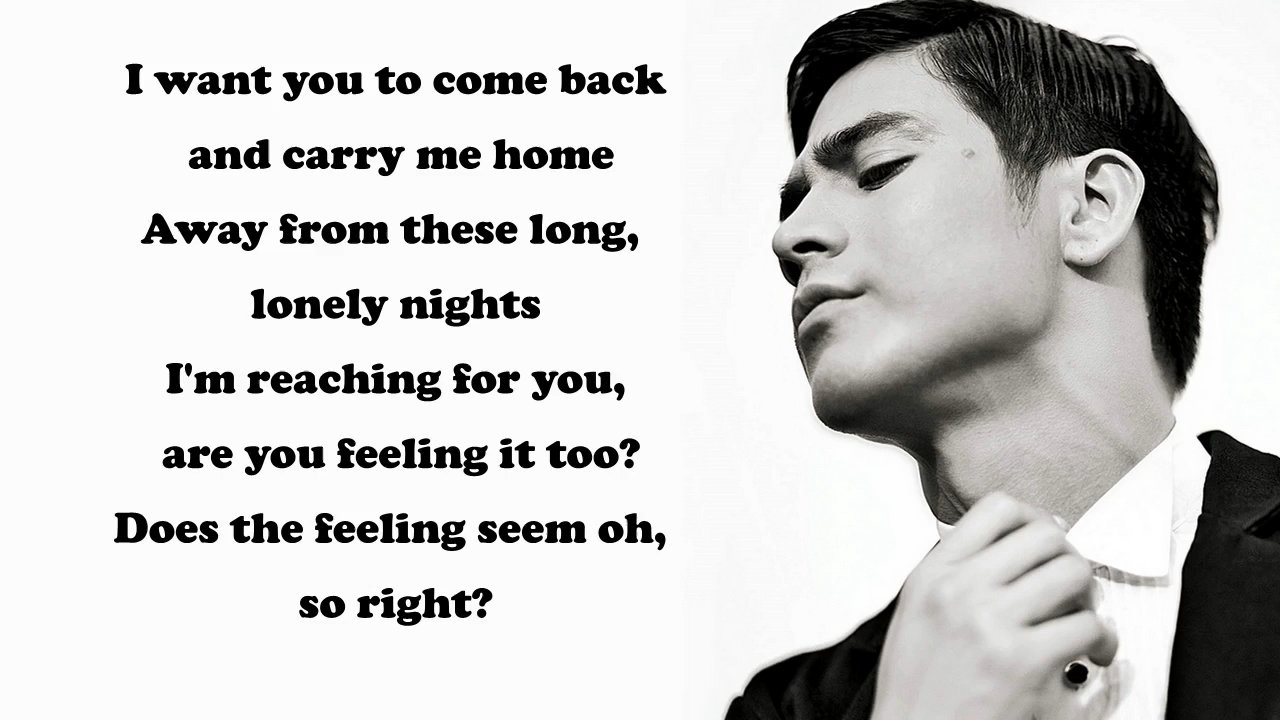 I want you to come back
and carry me home
Away from these long,
lonely nights
I'm reaching for you,
are you feeling it too?
Does the feeling seem oh,
so right?